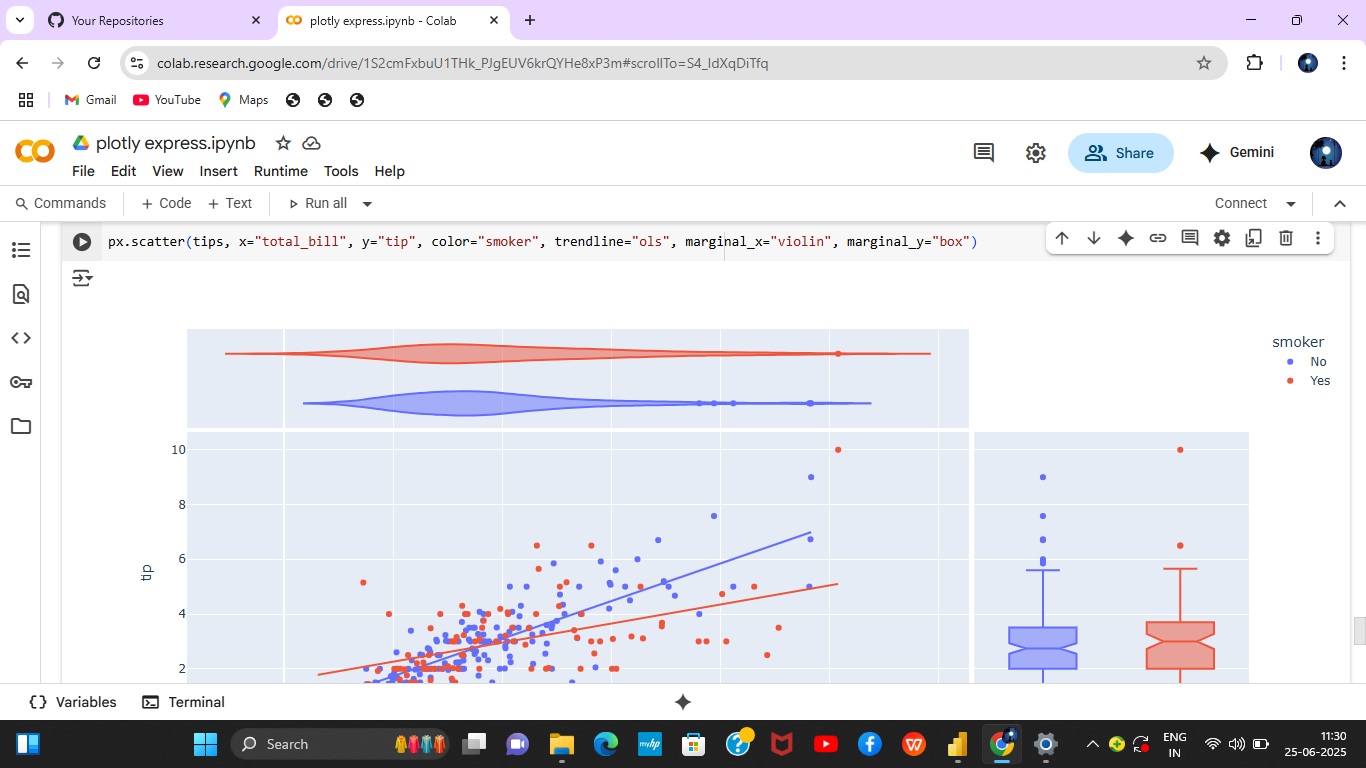 Your Repositories
plotly express.ipynb - Colab
colab.research.google.com/drive/1S2cmFxbuU1THk_PJgEUV6krQYHe8xP3m#scrollTo=S4_ldXqDiTfq
Gmail
YouTube
Maps
plotly express.ipynb
Share
Gemini
File Edit View Insert Runtime Tools Help
Commands
+ Code + Text
Run all
Connect
px.scatter(tips, x="total_bill", y="tip", color="smoker", trendline="ols", marginal_x="violin", marginal_y="box")
smoker
No
Yes
10
8
6
4
2
tip
Variables
Terminal
Search
myhp
ENG
IN
11:30
25-06-2025